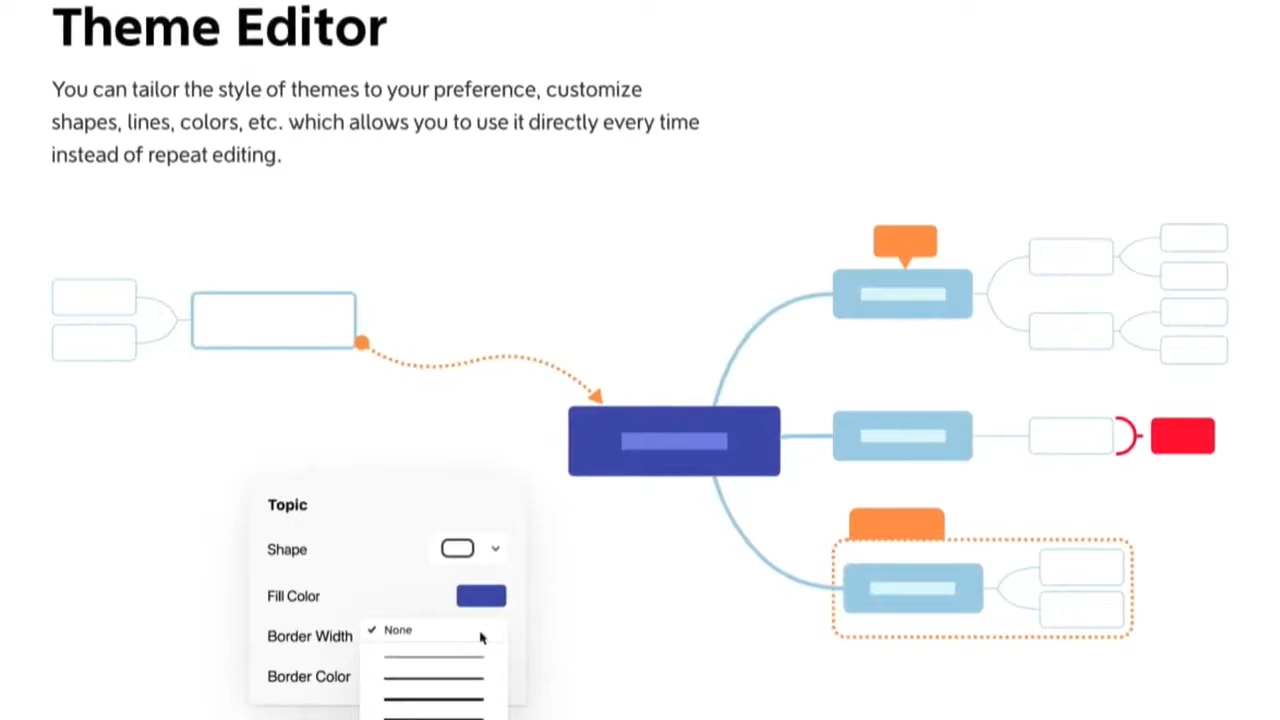 Theme Editor
You can tailor the style of themes to your preference, customize
shapes, lines, colors, etc. which allows you to use it directly every time
instead of repeat editing.
Topic
Shape
Fill Color
Border Width
None
Border Color